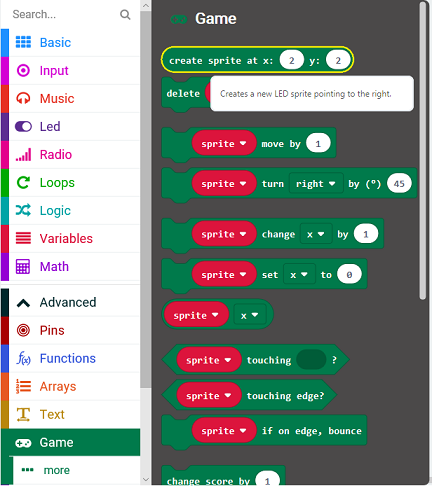 Search...
Basic
Input
Music
Led
Radio
Loops
Logic
Variables
Math
Advanced
Pins
Functions
Arrays
Text
Game
more
Game
create sprite at x: 2 y: 2
delete
Creates a new LED sprite pointing to the right.
sprite move by 1
sprite turn right by (°) 45
sprite change x by 1
sprite set x to 0
sprite x
sprite touching ?
sprite touching edge?
sprite if on edge, bounce
change score by 1